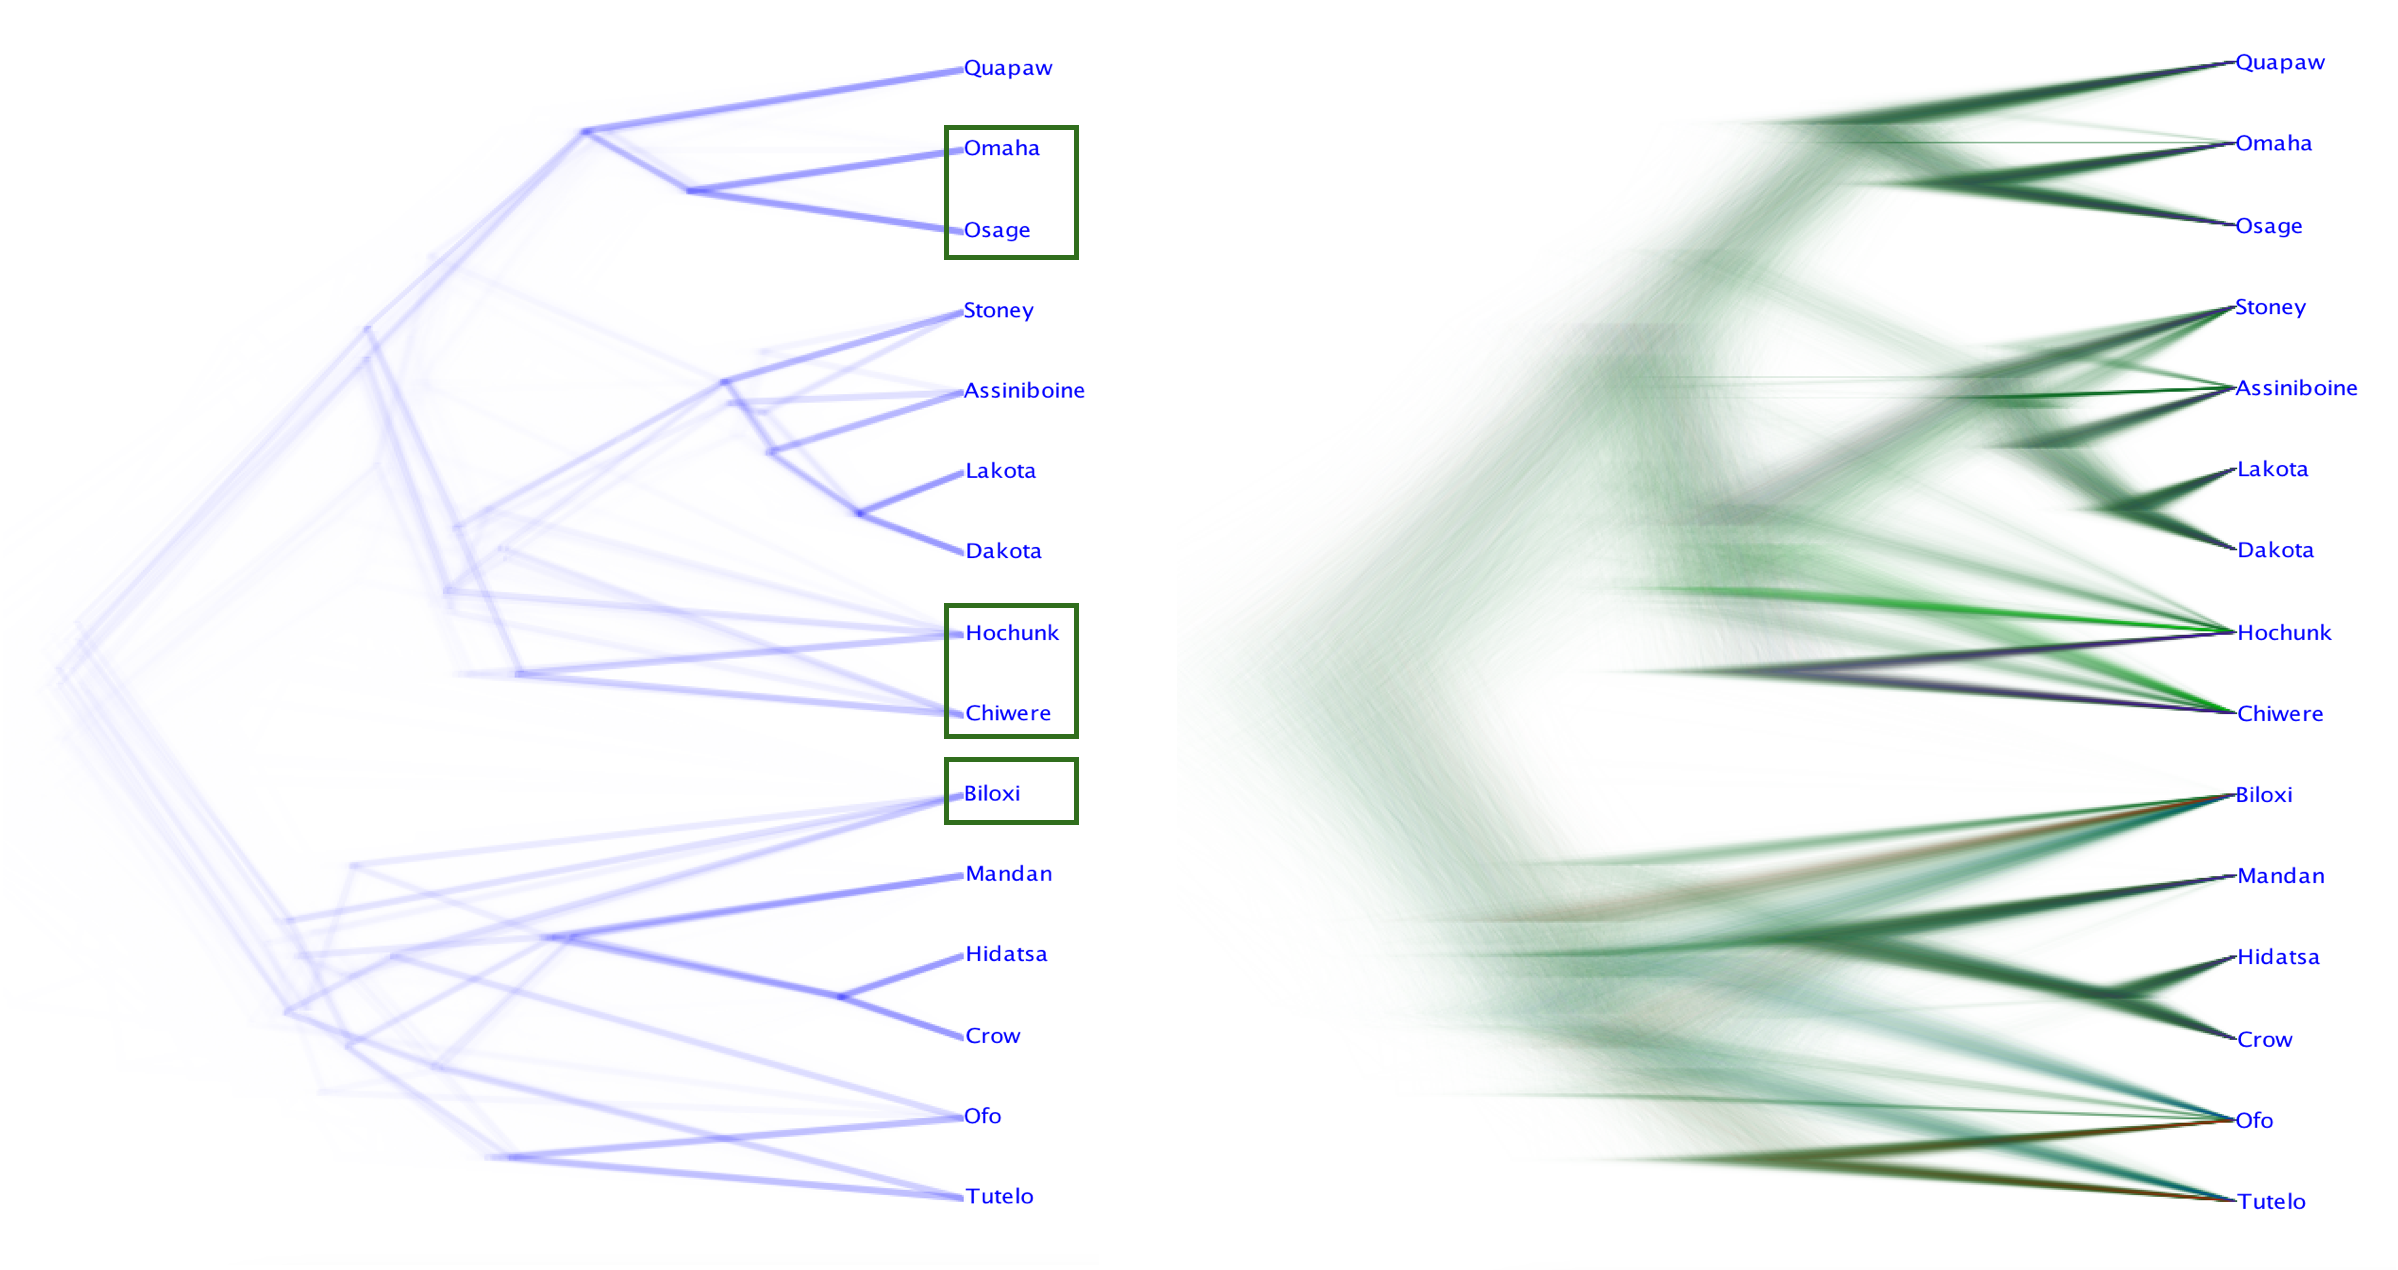 Quapaw
Omaha
Osage
Stoney
Assiniboine
Lakota
Dakota
Hochunk
Chiwere
Biloxi
Mandan
Hidatsa
Crow
Ofo
Tutelo
Quapaw
Omaha
Osage
Stoney
Assiniboine
Lakota
Dakota
Hochunk
Chiwere
Biloxi
Mandan
Hidatsa
Crow
Ofo
Tutelo